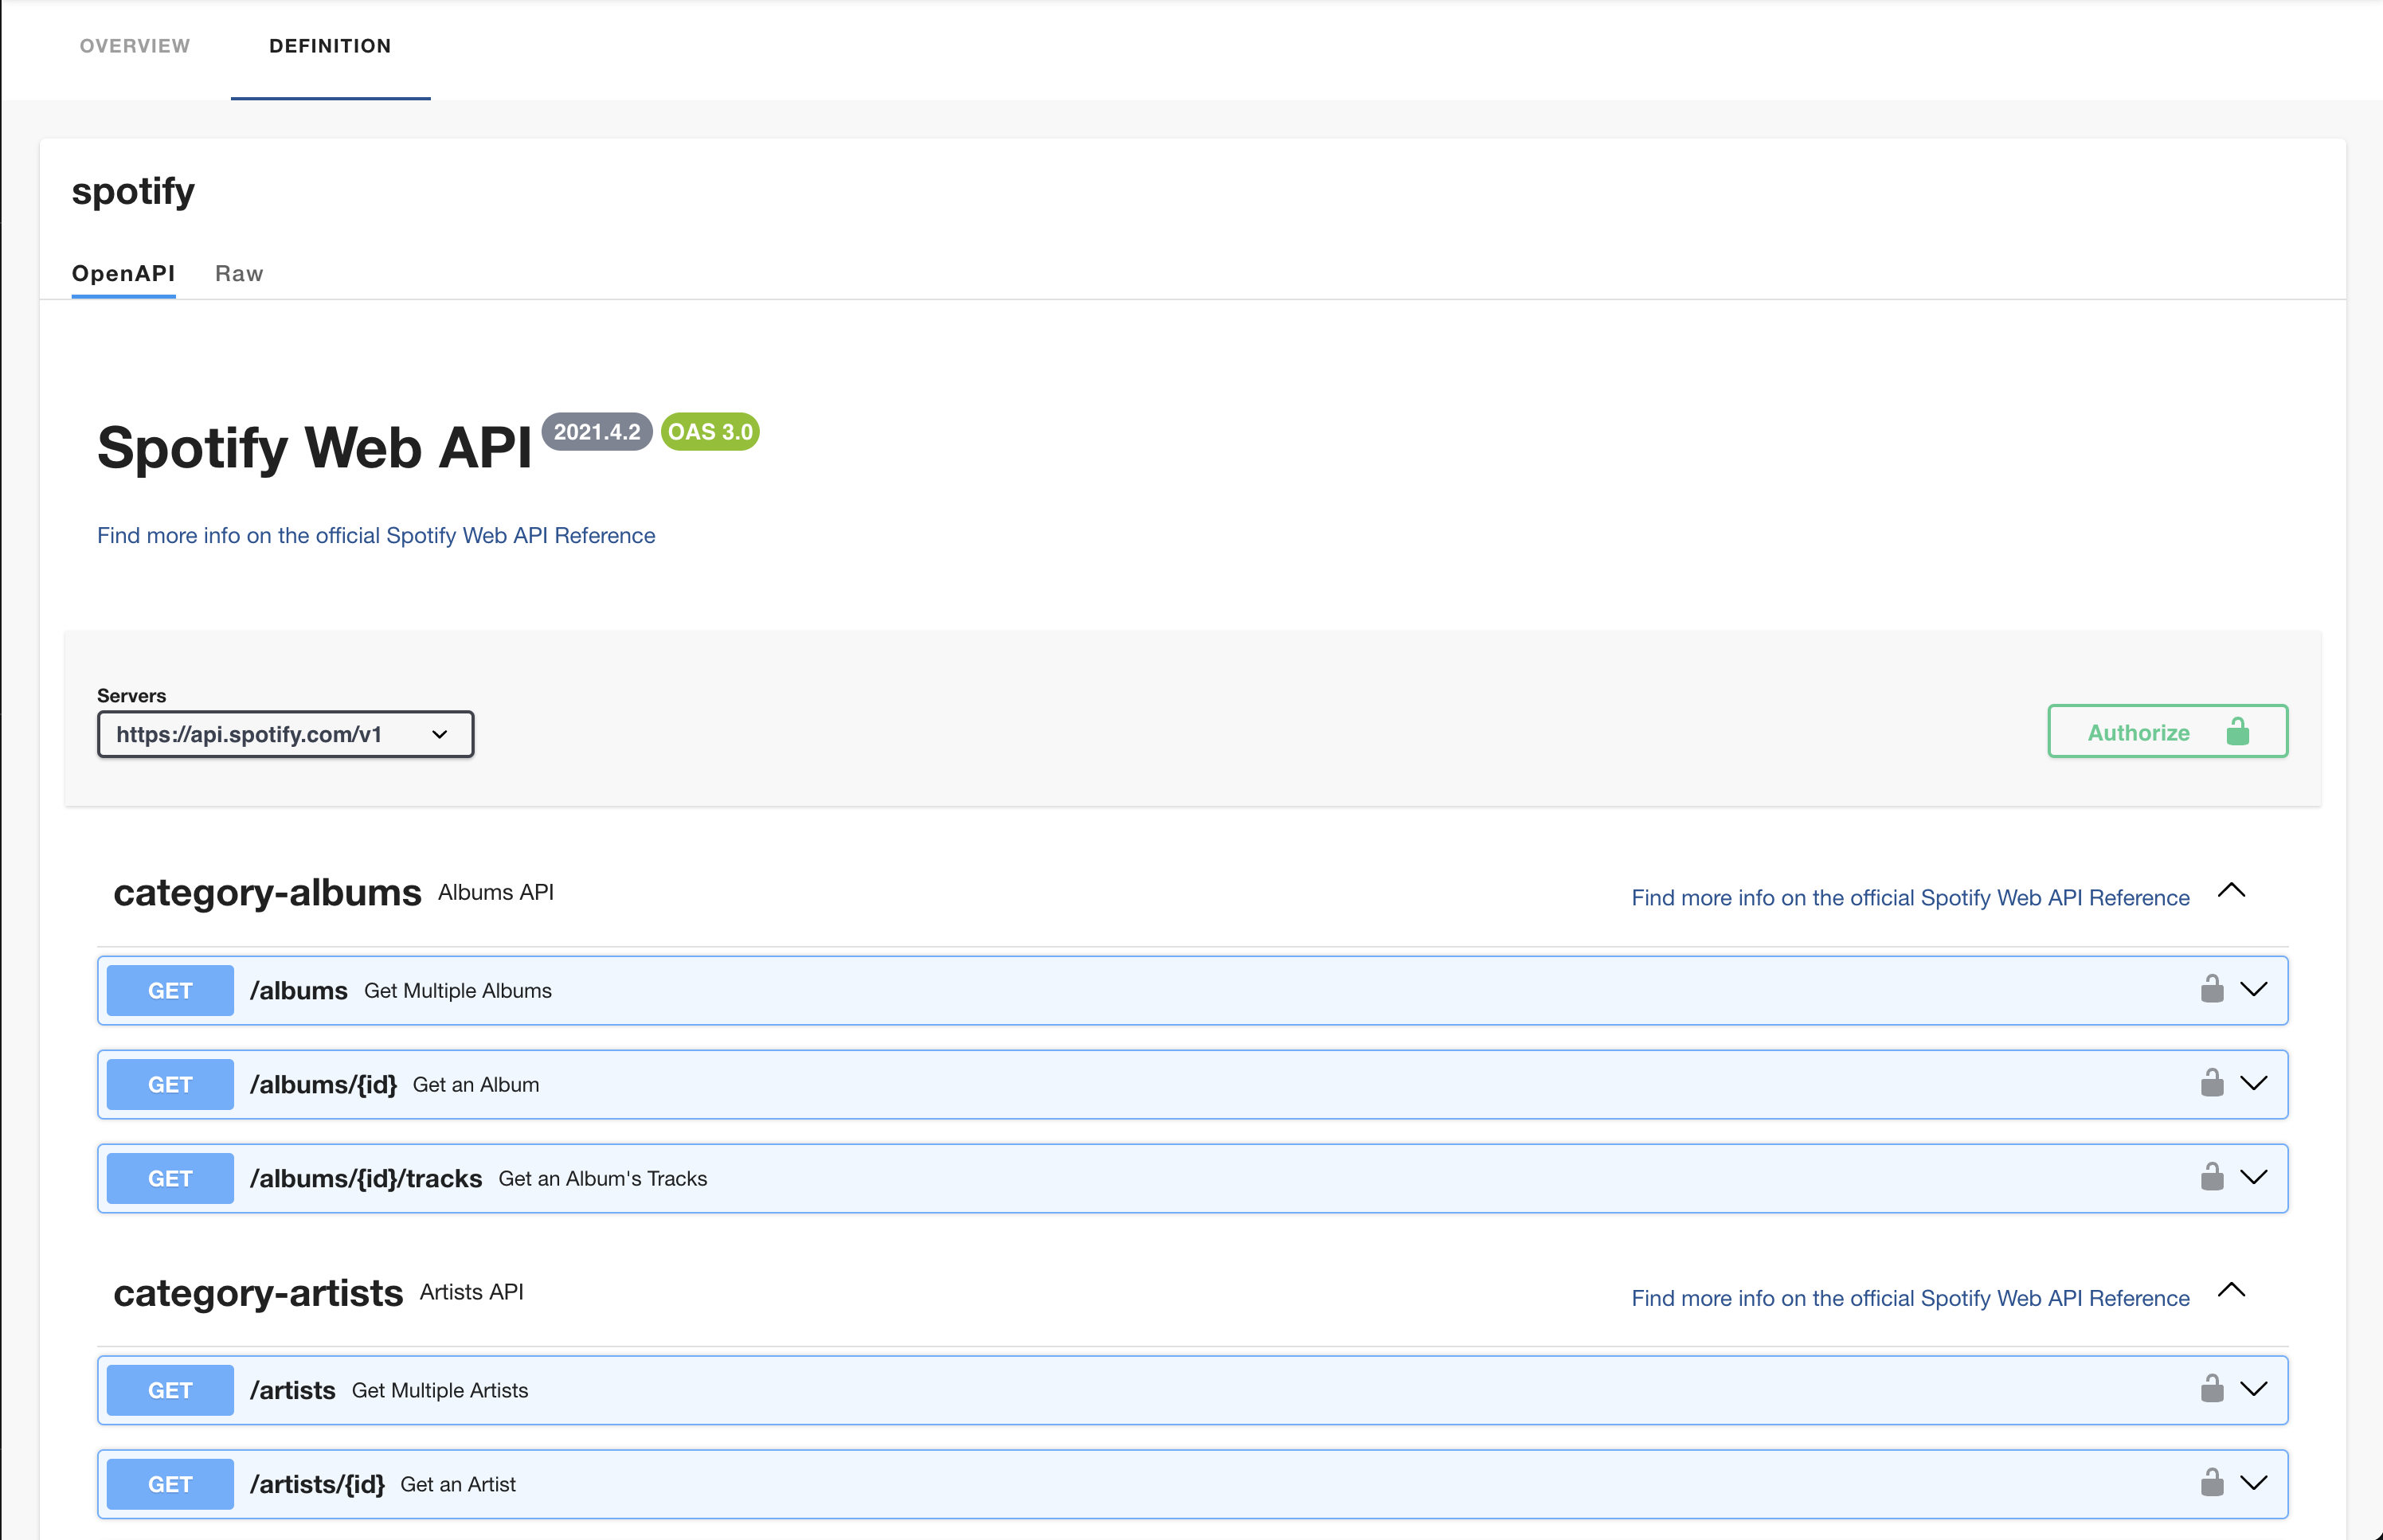 OVERVIEW DEFINITION
spotify
OpenAPI Raw
Spotify Web API 2021.4.2 OAS 3.0
Find more info on the official Spotify Web API Reference
Servers
https://api.spotify.com/v1
Authorize
category-albums Albums API Find more info on the official Spotify Web API Reference
GET /albums Get Multiple Albums
GET /albums/{id} Get an Album
GET /albums/{id}/tracks Get an Album's Tracks
category-artists Artists API Find more info on the official Spotify Web API Reference
GET /artists Get Multiple Artists
GET /artists/{id} Get an Artist